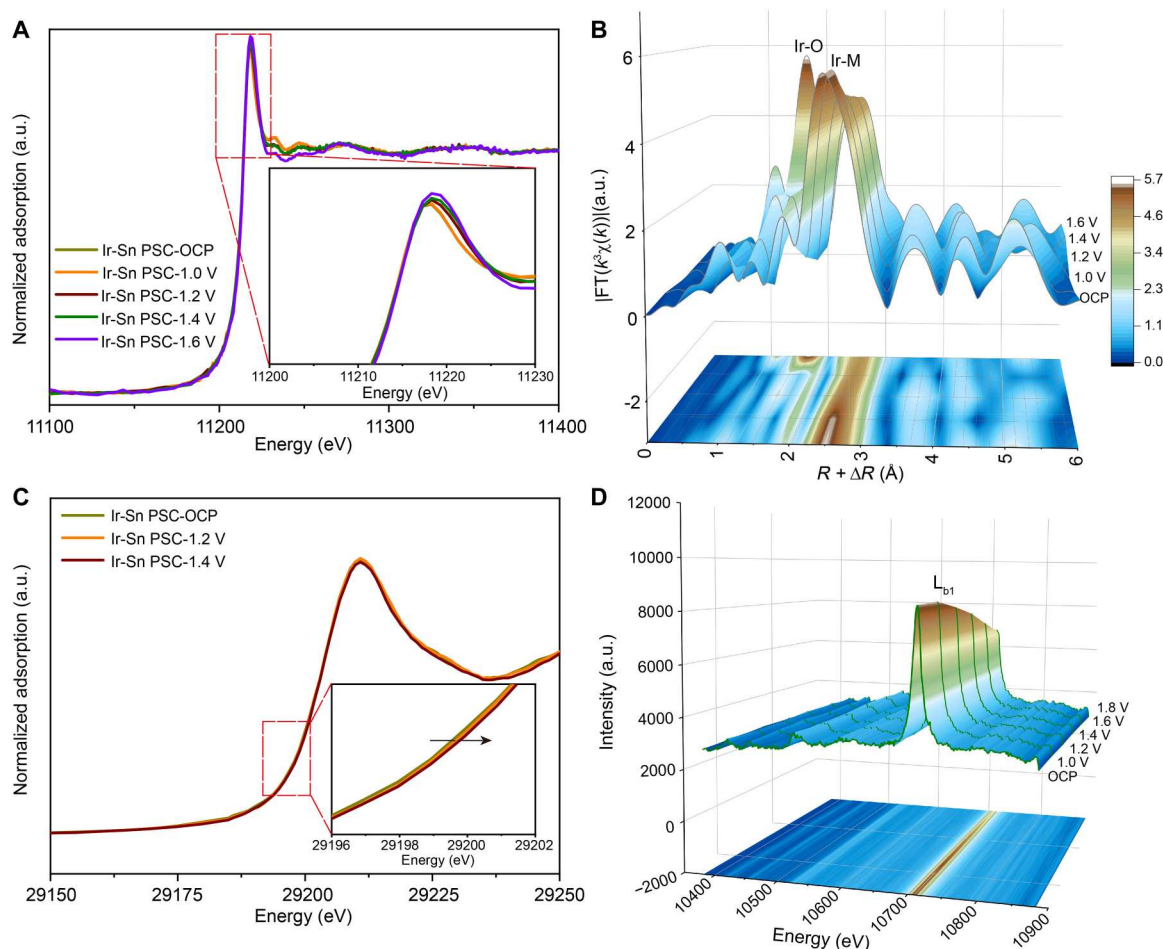 A
Normalized adsorption (a.u.)
Ir-Sn PSC-OCP
Ir-Sn PSC-1.0 V
Ir-Sn PSC-1.2 V
Ir-Sn PSC-1.4 V
Ir-Sn PSC-1.6 V
11200 11210 11220 11230
Energy (eV)
11100 11200 11300 11400
Energy (eV)
B
Ir-O
Ir-M
|FT(k³χ(k))|(a.u.)
6
4
2
0
−2
1.6 V
1.4 V
1.2 V
1.0 V
OCP
5.7
4.6
3.4
2.3
1.1
0.0
0 1 2 3 4 5 6
R + ΔR (Å)
C
Normalized adsorption (a.u.)
Ir-Sn PSC-OCP
Ir-Sn PSC-1.2 V
Ir-Sn PSC-1.4 V
29196 29198 29200 29202
Energy (eV)
29150 29175 29200 29225 29250
Energy (eV)
D
L_b1
Intensity (a.u.)
12000
10000
8000
6000
4000
2000
0
−2000
1.8 V
1.6 V
1.4 V
1.2 V
1.0 V
OCP
10400 10500 10600 10700 10800 10900
Energy (eV)